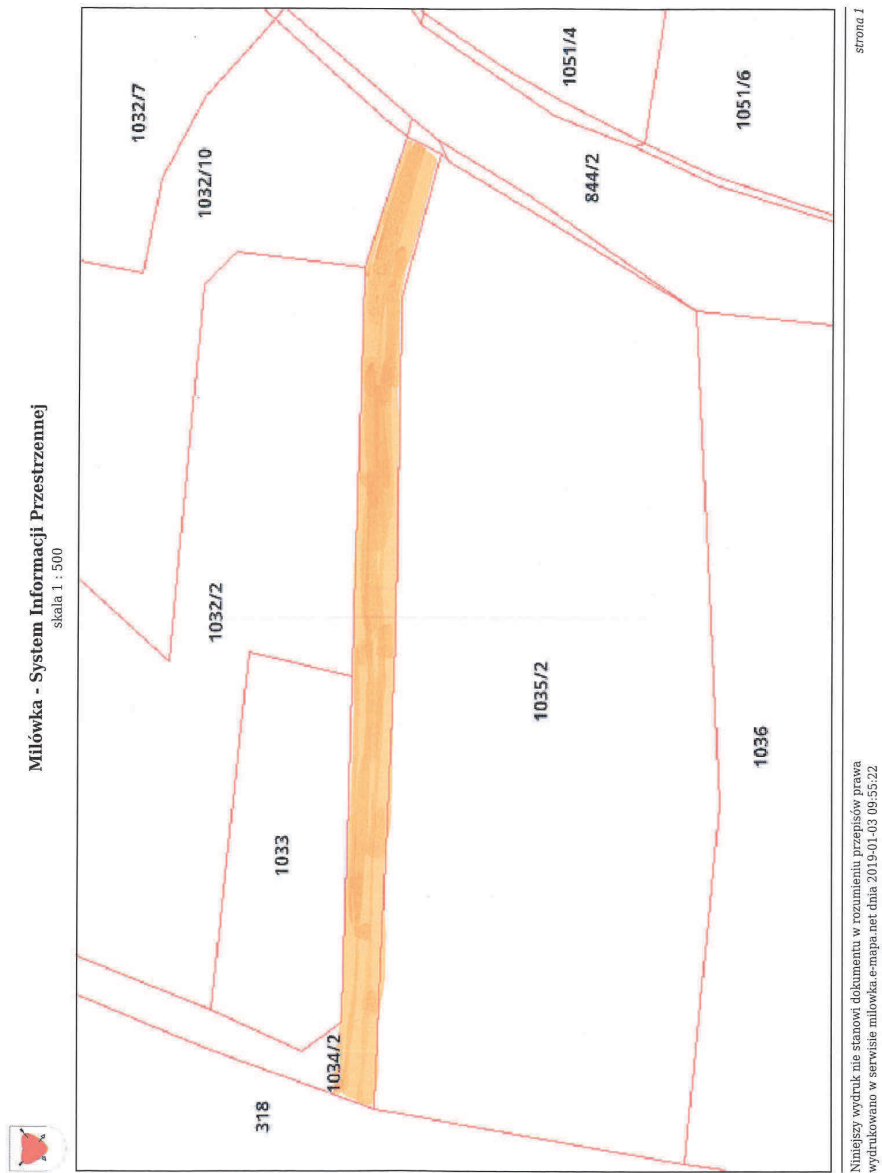 Milówka - System Informacji Przestrzennej
skala 1 : 500
318
1034/2
1033
1032/2
1032/10
1032/7
1035/2
1036
844/2
1051/4
1051/6
Niniejszy wydruk nie stanowi dokumentu w rozumieniu przepisów prawa
wydrukowano w serwisie milowka.e-mapa.net dnia 2019-01-03 09:55:22
strona 1